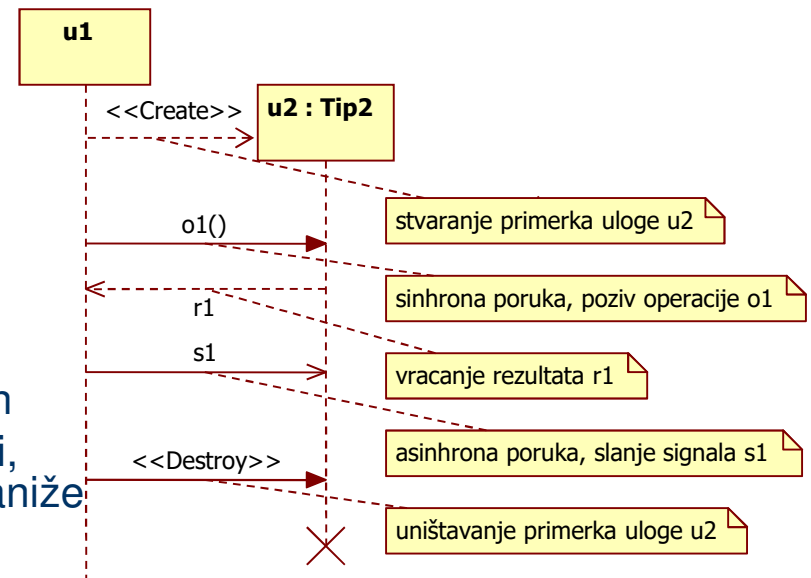 u1
<<Create>>
u2 : Tip2
stvaranje primerka uloge u2
o1()
sinhrona poruka, poziv operacije o1
r1
vracanje rezultata r1
s1
asinhrona poruka, slanje signala s1
i,
<<Destroy>>
aniže
uništavanje primerka uloge u2